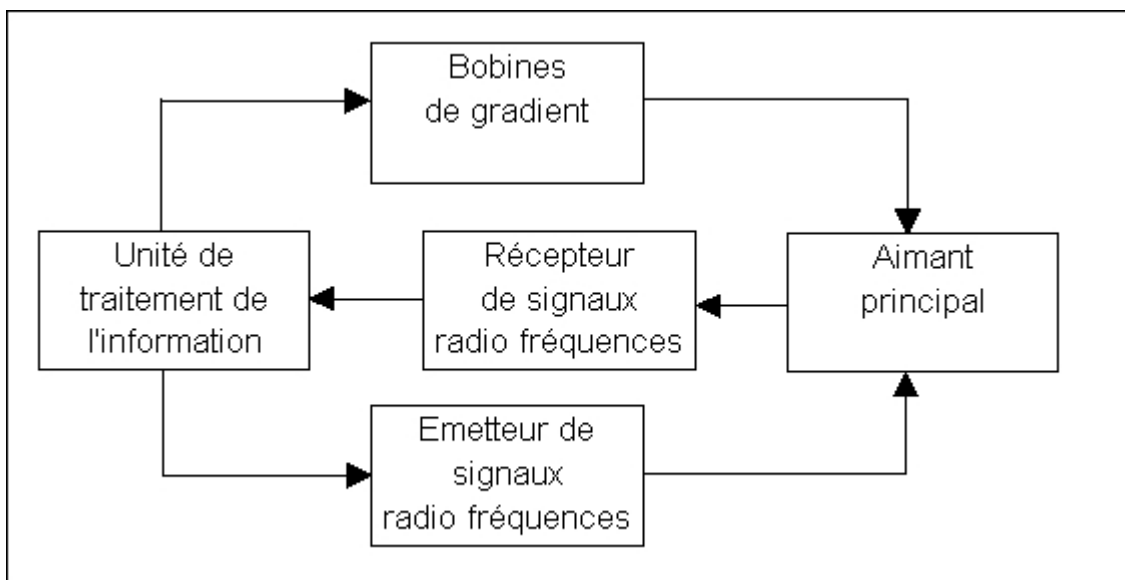 Bobines
de gradient
Unité de
traitement de
l'information
Récepteur
de signaux
radio fréquences
Aimant
principal
Emetteur de
signaux
radio fréquences